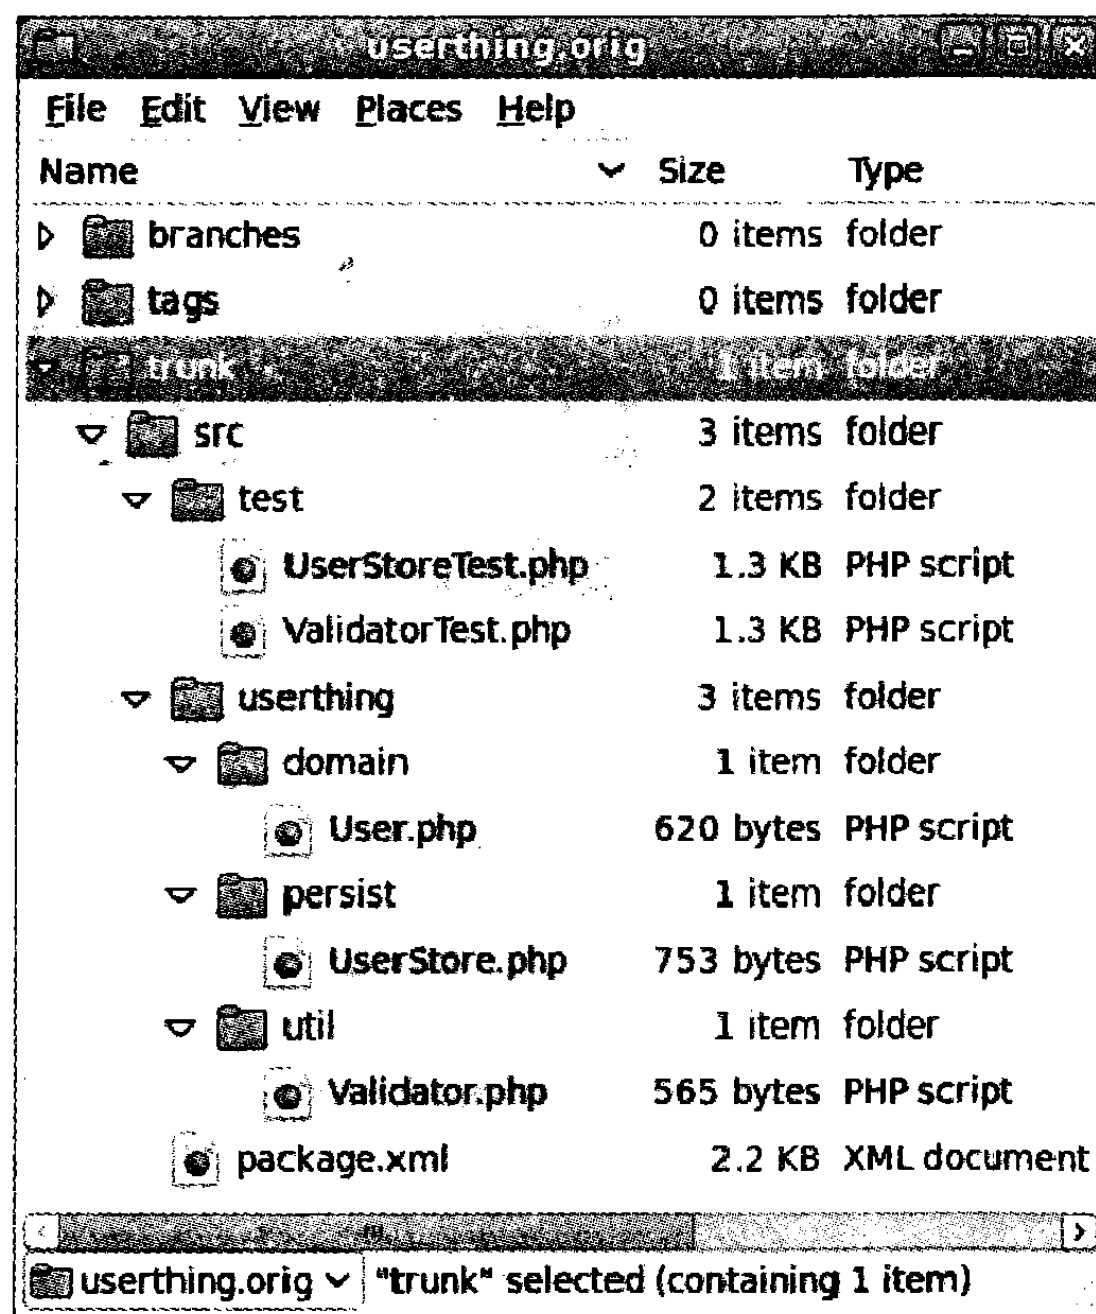 userthing.orig
File Edit View Places Help
Name Size Type
branches 0 items folder
tags 0 items folder
trunk 1 item folder
src 3 items folder
test 2 items folder
UserStoreTest.php 1.3 KB PHP script
ValidatorTest.php 1.3 KB PHP script
userthing 3 items folder
domain 1 item folder
User.php 620 bytes PHP script
persist 1 item folder
UserStore.php 753 bytes PHP script
util 1 item folder
Validator.php 565 bytes PHP script
package.xml 2.2 KB XML document
userthing.orig "trunk" selected (containing 1 item)